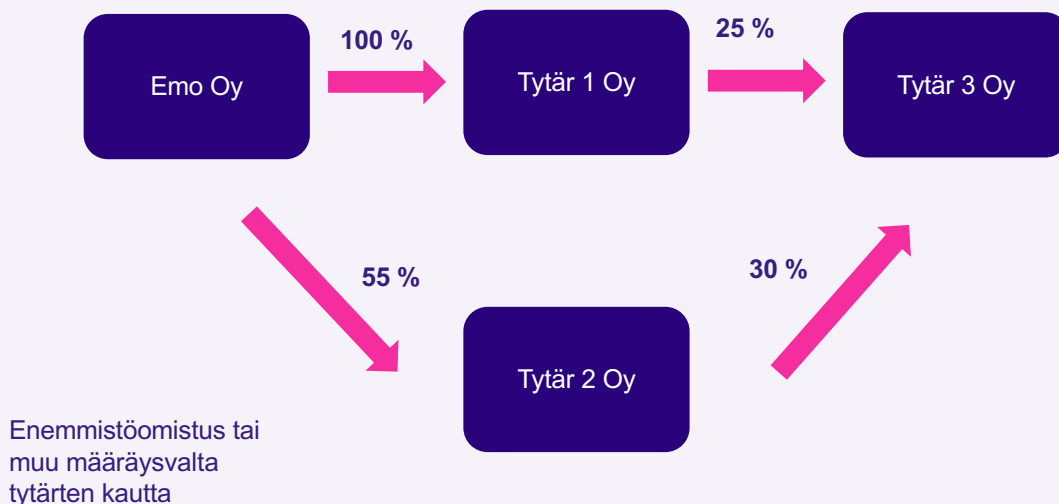 Emo Oy
100 %
Tytär 1 Oy
25 %
Tytär 3 Oy
55 %
30 %
Tytär 2 Oy
Enemmistöomistus tai
muu määräysvalta
tytärten kautta